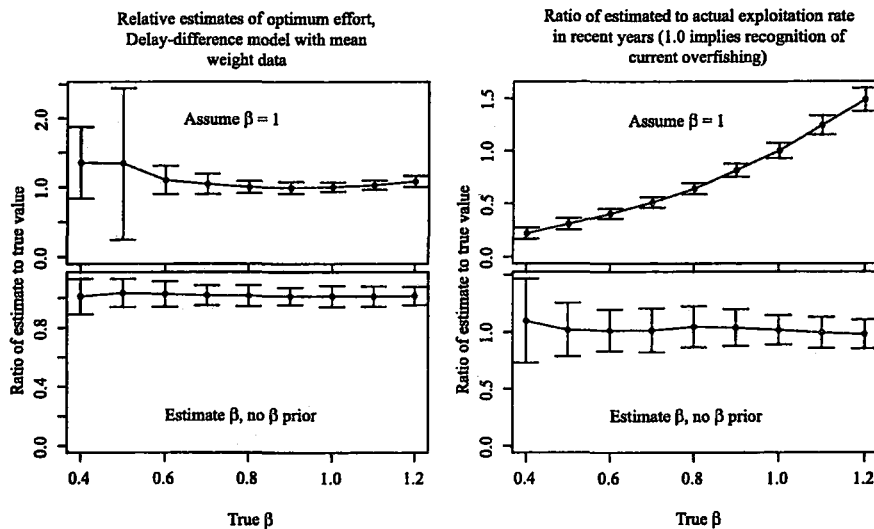 Relative estimates of optimum effort,
Delay-difference model with mean
weight data
Ratio of estimated to actual exploitation rate
in recent years (1.0 implies recognition of
current overfishing)
Ratio of estimate to true value
2.0
1.0
0.0
Assume β = 1
0.8
0.4
0.0
Estimate β, no β prior
0.4 0.6 0.8 1.0 1.2
True β
Ratio of estimate to true value
1.5
1.0
0.5
0.0
Assume β = 1
1.0
0.5
0.0
Estimate β, no β prior
0.4 0.6 0.8 1.0 1.2
True β